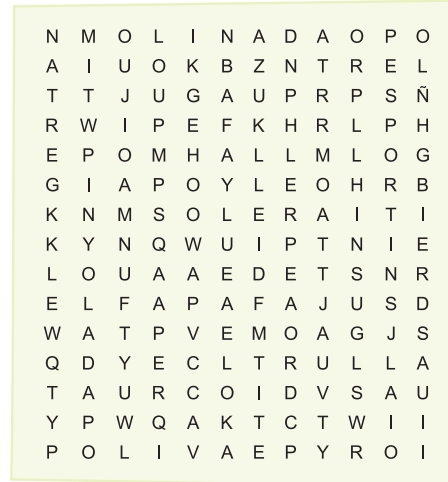 N M O L I N A D A O P O
A I U O K B Z N T R E L
T T J U G A U P R P S Ñ
R W I P E F K H R L P H
E P O M H A L L M L O G
G I A P O Y L E O H R B
K N M S O L E R A I T I
K Y N Q W U I P T N I E
L O U A A E D E T S N R
E L F A P A F A J U S D
W A T P V E M O A G J S
Q D Y E C L T R U L L A
T A U R C O I D V S A U
Y P W Q A K T C T W I I
P O L I V A E P Y R O I